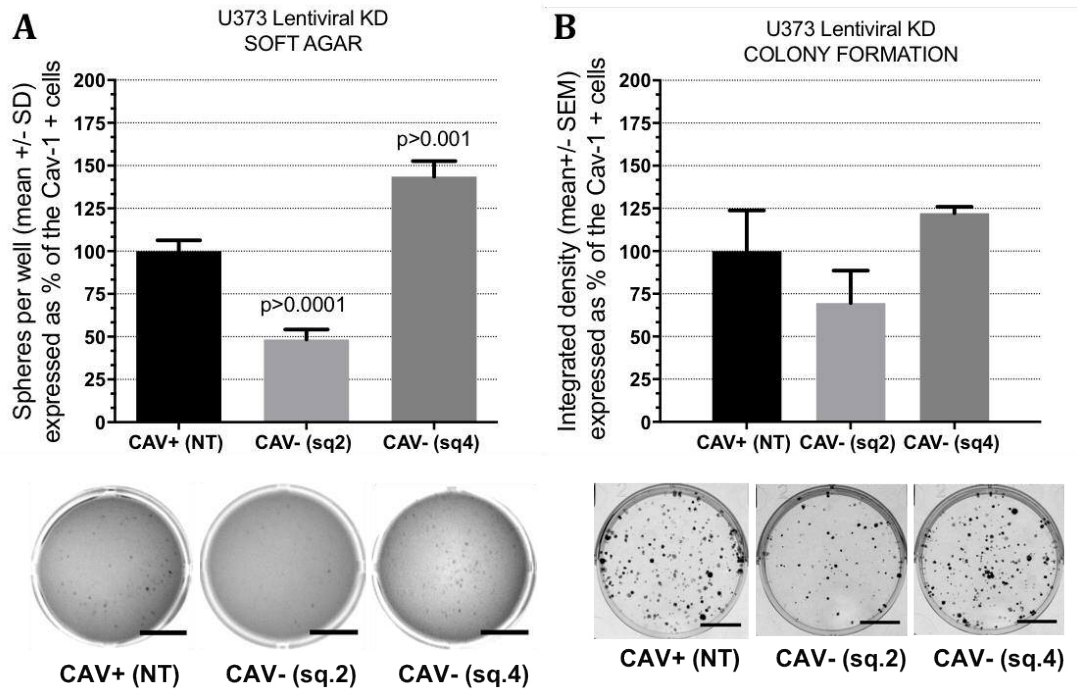 A
U373 Lentiviral KD
SOFT AGAR
Spheres per well (mean +/- SD)
expressed as % of the Cav-1 + cells
200
175
150
125
100
75
50
25
0
p>0.0001
p>0.001
CAV+ (NT)
CAV- (sq2)
CAV- (sq4)
CAV+ (NT)
CAV- (sq.2)
CAV- (sq.4)
B
U373 Lentiviral KD
COLONY FORMATION
Integrated density (mean+/- SEM)
expressed as % of the Cav-1 + cells
200
175
150
125
100
75
50
25
0
CAV+ (NT)
CAV- (sq2)
CAV- (sq4)
CAV+ (NT)
CAV- (sq.2)
CAV- (sq.4)